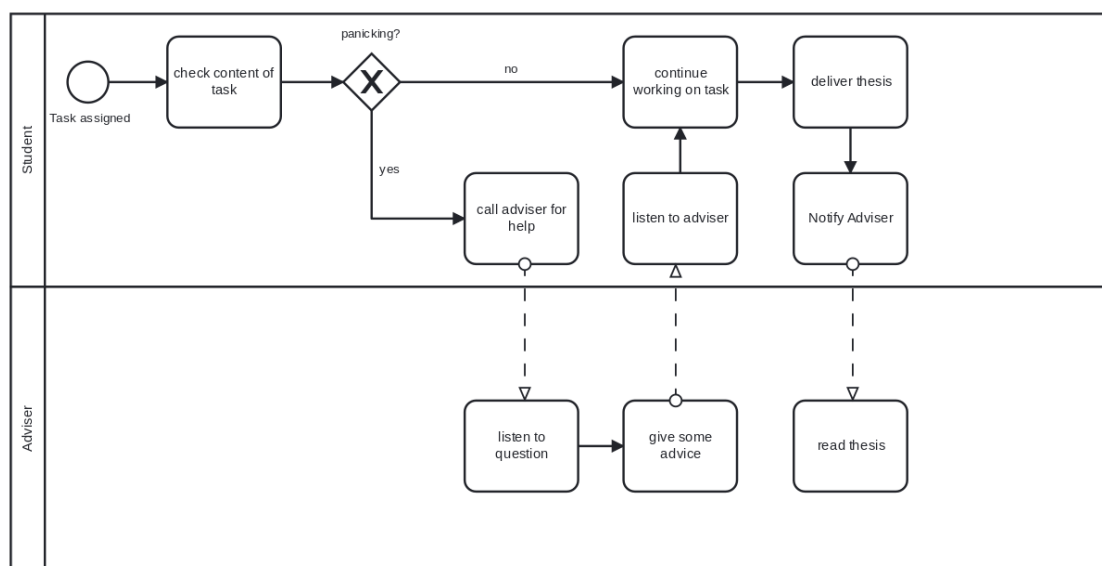 Student
panicking?
check content of
task
Task assigned
no
continue
working on task
deliver thesis
yes
call adviser for
help
listen to adviser
Notify Adviser
Adviser
listen to
question
give some
advice
read thesis